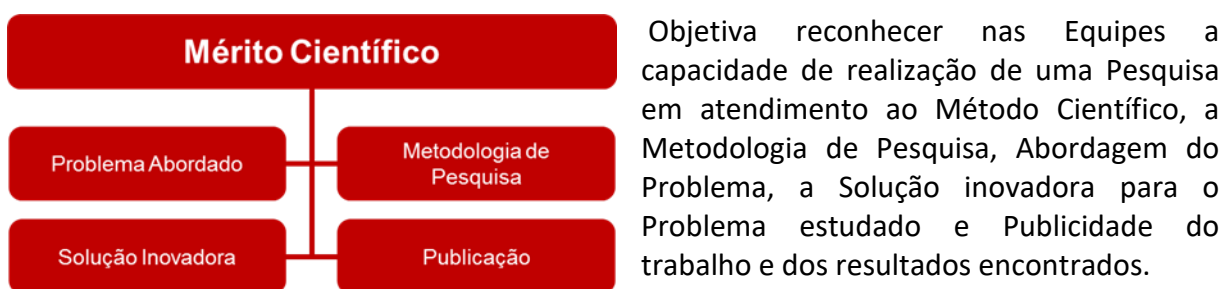 Mérito Científico
Problema Abordado
Metodologia de
Pesquisa
Solução Inovadora
Publicação
Objetiva reconhecer nas Equipes a
capacidade de realização de uma Pesquisa
em atendimento ao Método Científico, a
Metodologia de Pesquisa, Abordagem do
Problema, a Solução inovadora para o
Problema estudado e Publicidade do
trabalho e dos resultados encontrados.